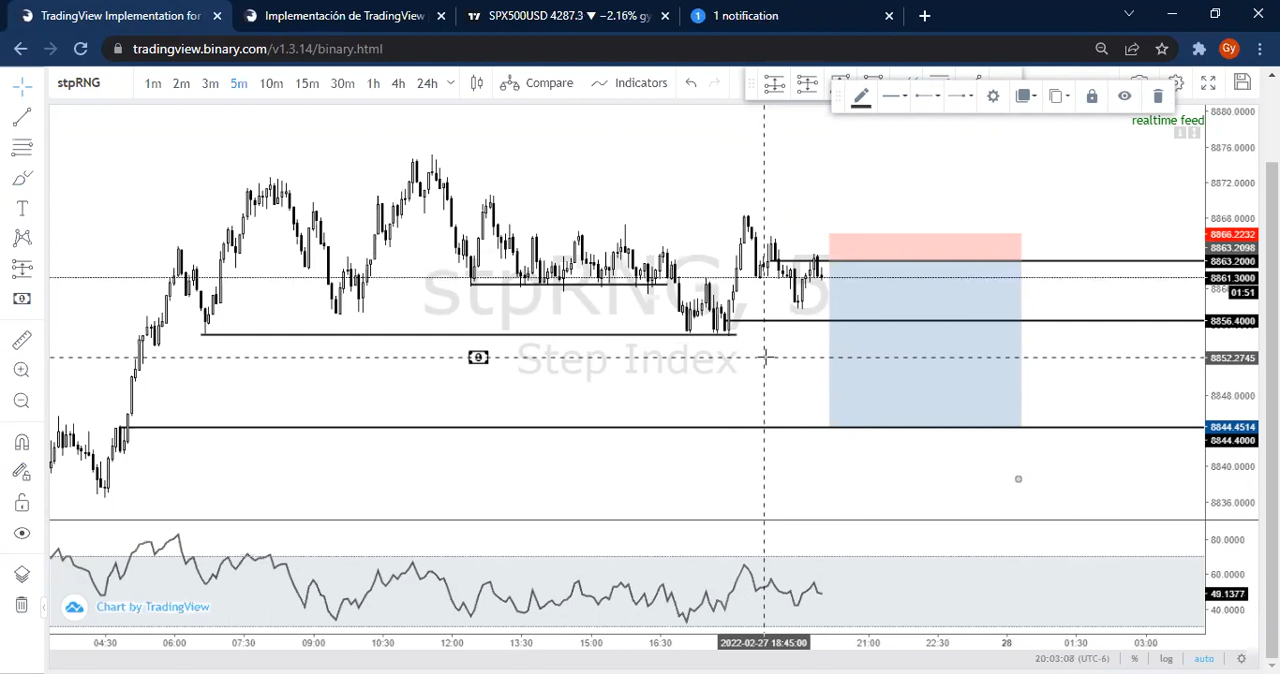 TradingView Implementation for
Implementación de TradingView
SPX500USD 4287.3 ▼ −2.16% gy
1 notification
tradingview.binary.com/v1.3.14/binary.html
Gy
stpRNG
1m 2m 3m 5m 10m 15m 30m 1h 4h 24h
Compare
Indicators
realtime feed
8880.0000
8876.0000
8872.0000
8868.0000
8866.2232
8863.2098
8863.2000
8861.3000
01:51
8856.4000
8852.2745
8848.0000
8844.4514
8844.4000
8840.0000
8836.0000
stpRNG, 5
Step Index
80.0000
60.0000
49.1377
40.0000
Chart by TradingView
04:30 06:00 07:30 09:00 10:30 12:00 13:30 15:00 16:30 2022-02-27 18:45:00 21:00 22:30 28 01:30 03:00
20:03:08 (UTC-6) % log auto